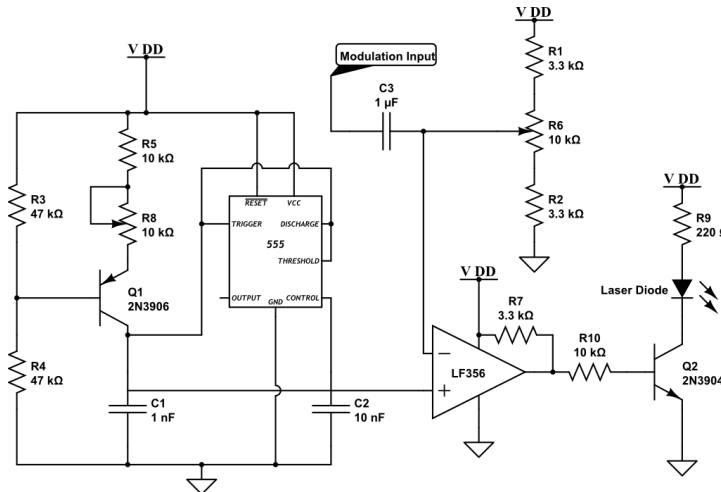 V DD
Modulation Input
R1
3.3 kΩ
C3
1 µF
V DD
R6
10 kΩ
R5
10 kΩ
R3
47 kΩ
R8
10 kΩ
RESET
VCC
TRIGGER
DISCHARGE
555
THRESHOLD
OUTPUT
GND
CONTROL
R2
3.3 kΩ
V DD
R9
220
Q1
2N3906
V DD
R7
3.3 kΩ
Laser Diode
R4
47 kΩ
LF356
R10
10 kΩ
Q2
2N3904
C1
1 nF
C2
10 nF